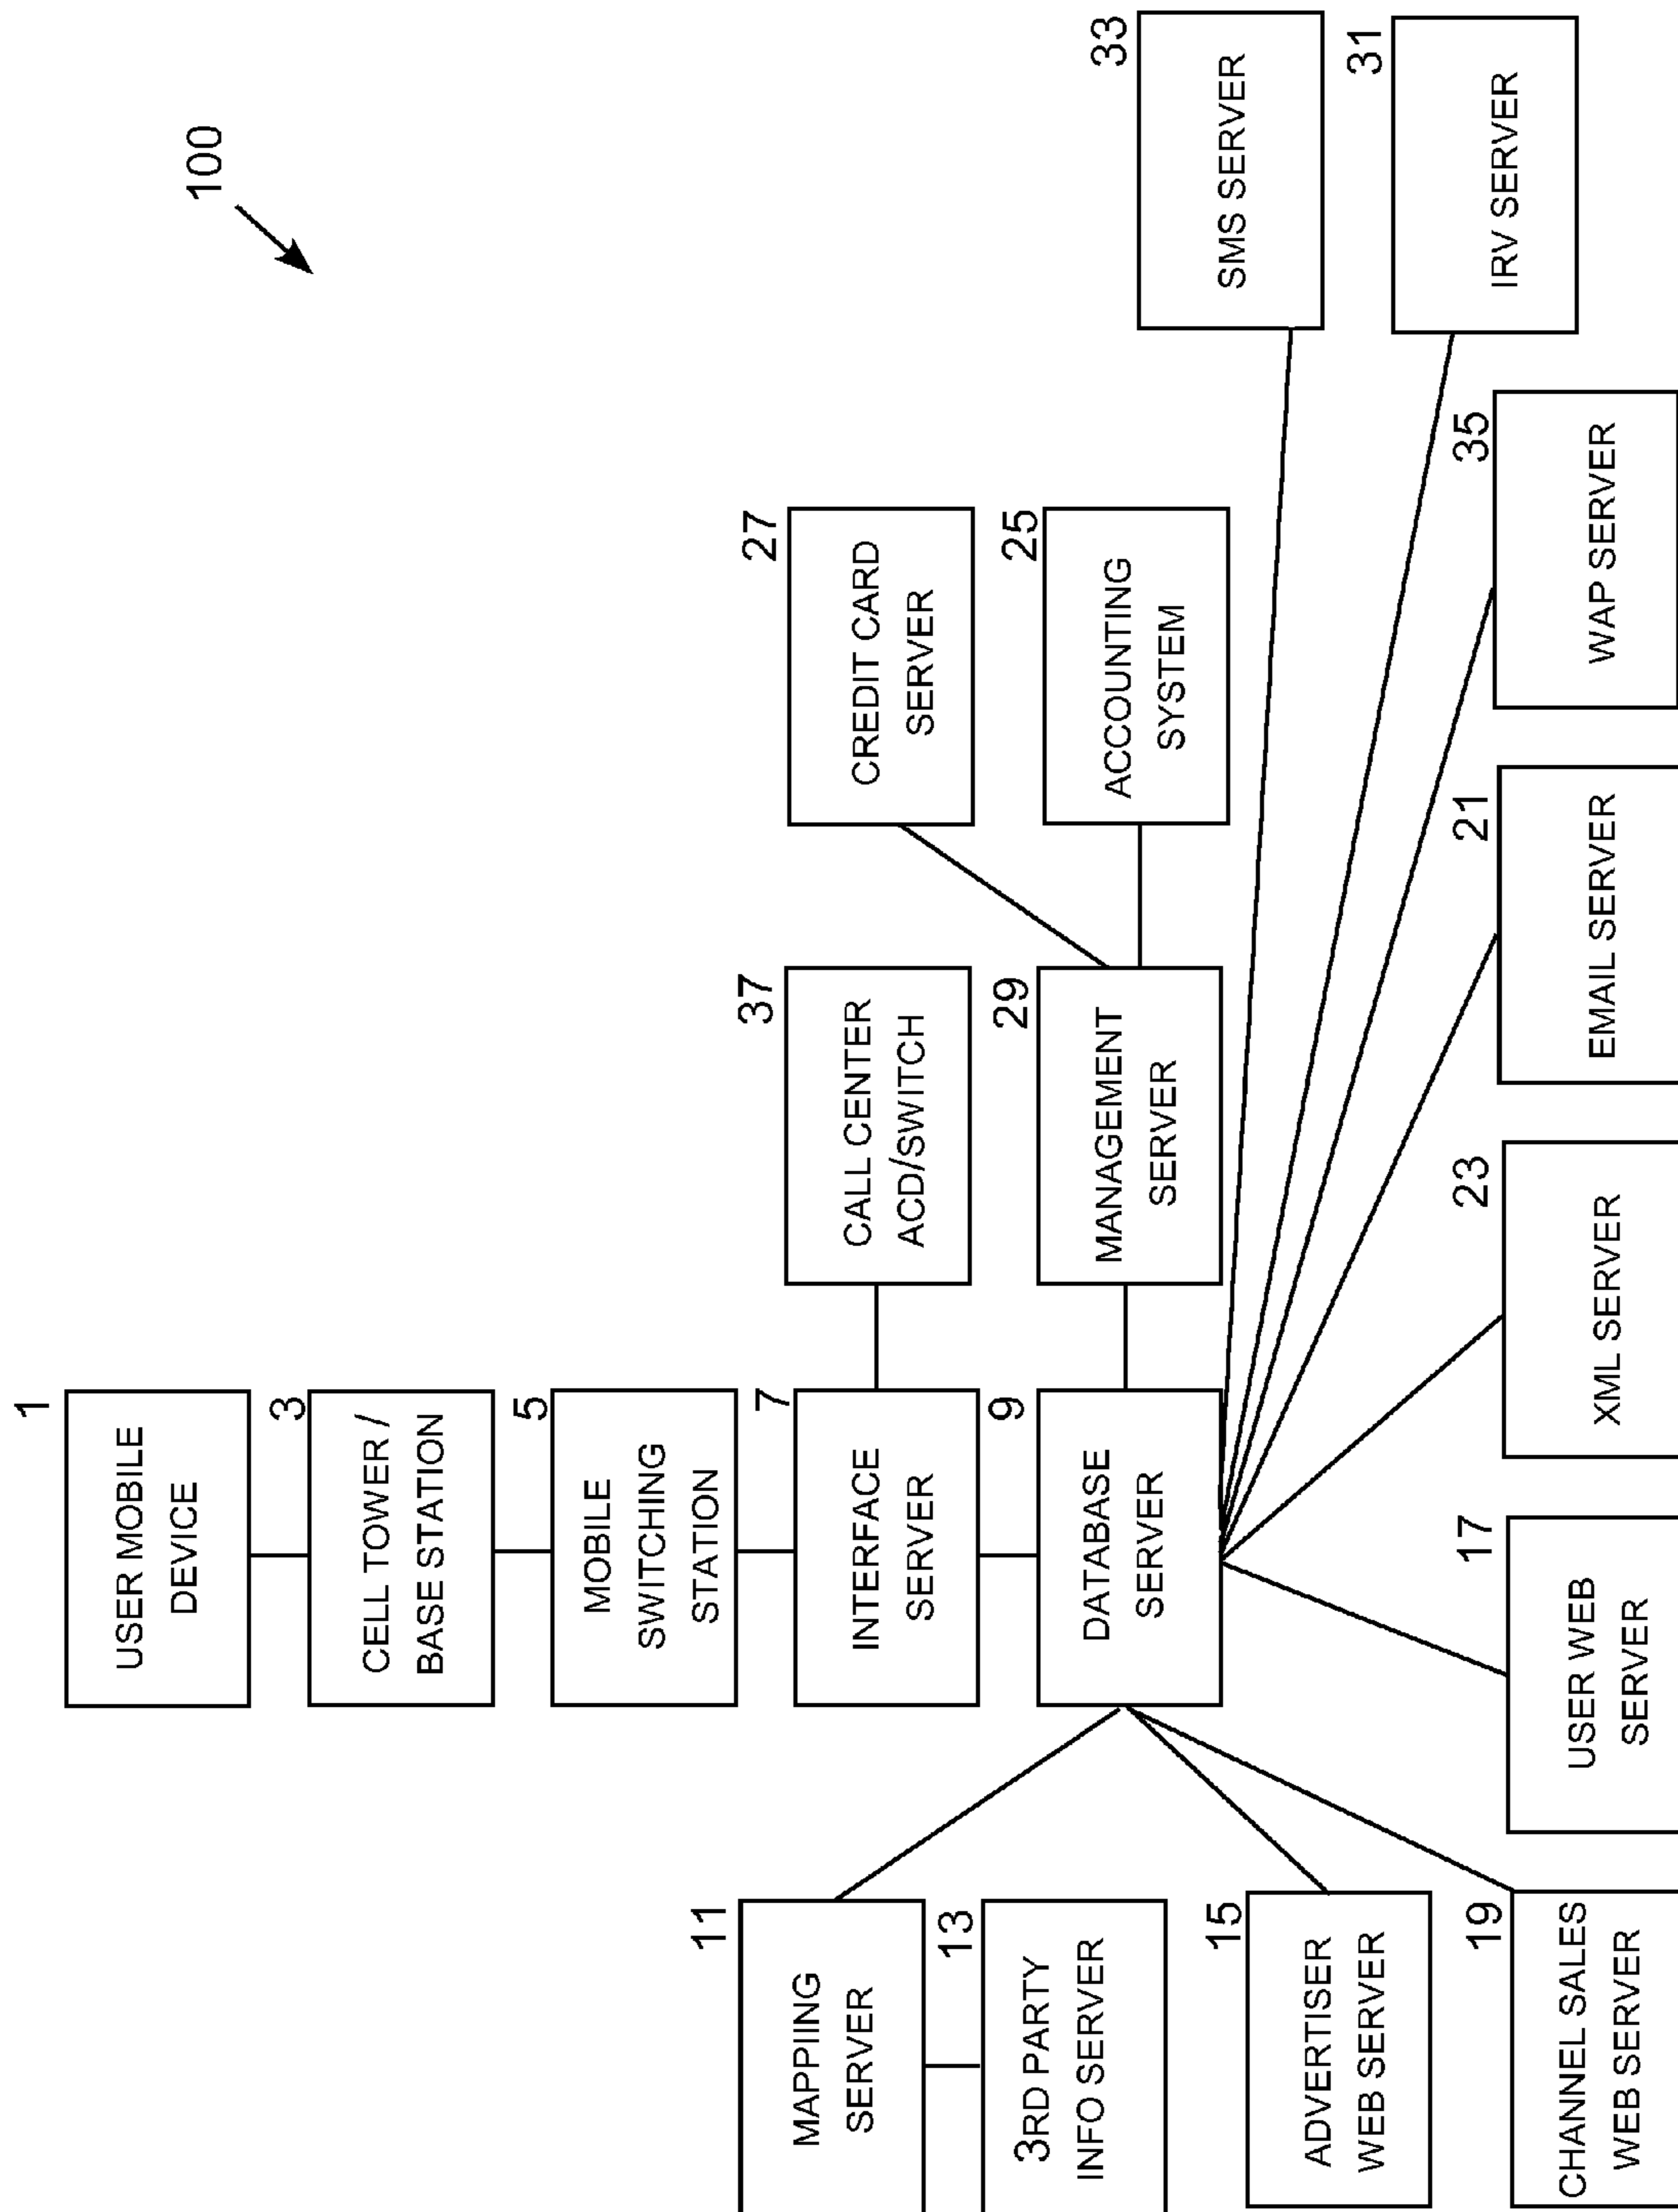 100
1
USER MOBILE
DEVICE
3
CELL TOWER /
BASE STATION
5
MOBILE
SWITCHING
STATION
7
INTERFACE
SERVER
37
CALL CENTER
ACD/SWITCH
27
CREDIT CARD
SERVER
11
MAPPIING
SERVER
13
3RD PARTY
INFO SERVER
9
DATABASE
SERVER
29
MANAGEMENT
SERVER
25
ACCOUNTING
SYSTEM
33
SMS SERVER
31
IRV SERVER
15
ADVERTISER
WEB SERVER
19
CHANNEL SALES
WEB SERVER
17
USER WEB
SERVER
23
XML SERVER
21
EMAIL SERVER
35
WAP SERVER